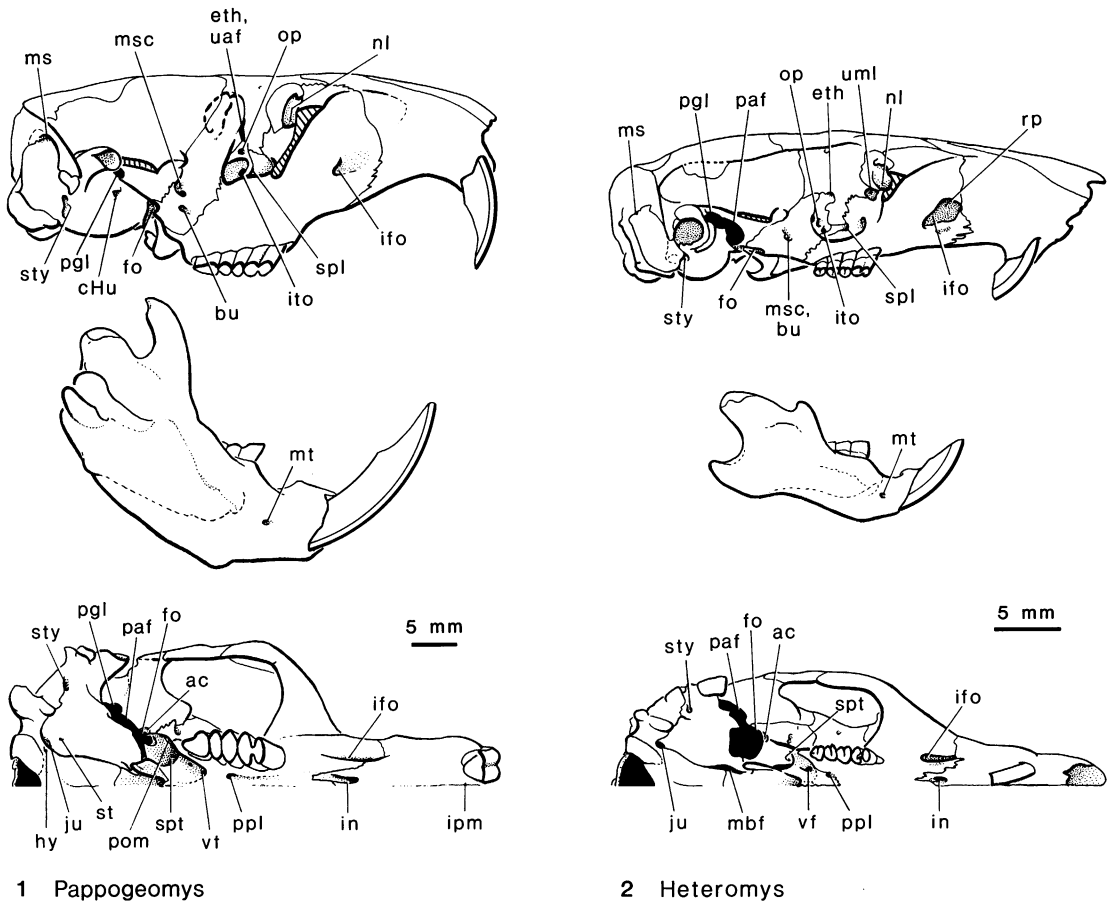 eth,
uaf
op
msc
nl
ms
sty
pgl
cHu
fo
bu
ito
spl
ifo
mt
pgl
fo
sty
paf
5 mm
ac
ifo
hy
ju
st
pom
spt
vf
ppl
in
ipm
1 Pappogeomys
op
uml
eth
nl
pgl
paf
ms
rp
sty
fo
msc,
bu
ito
spl
ifo
mt
5 mm
fo
paf
ac
sty
spt
ifo
ju
mbf
vf
ppl
in
2 Heteromys